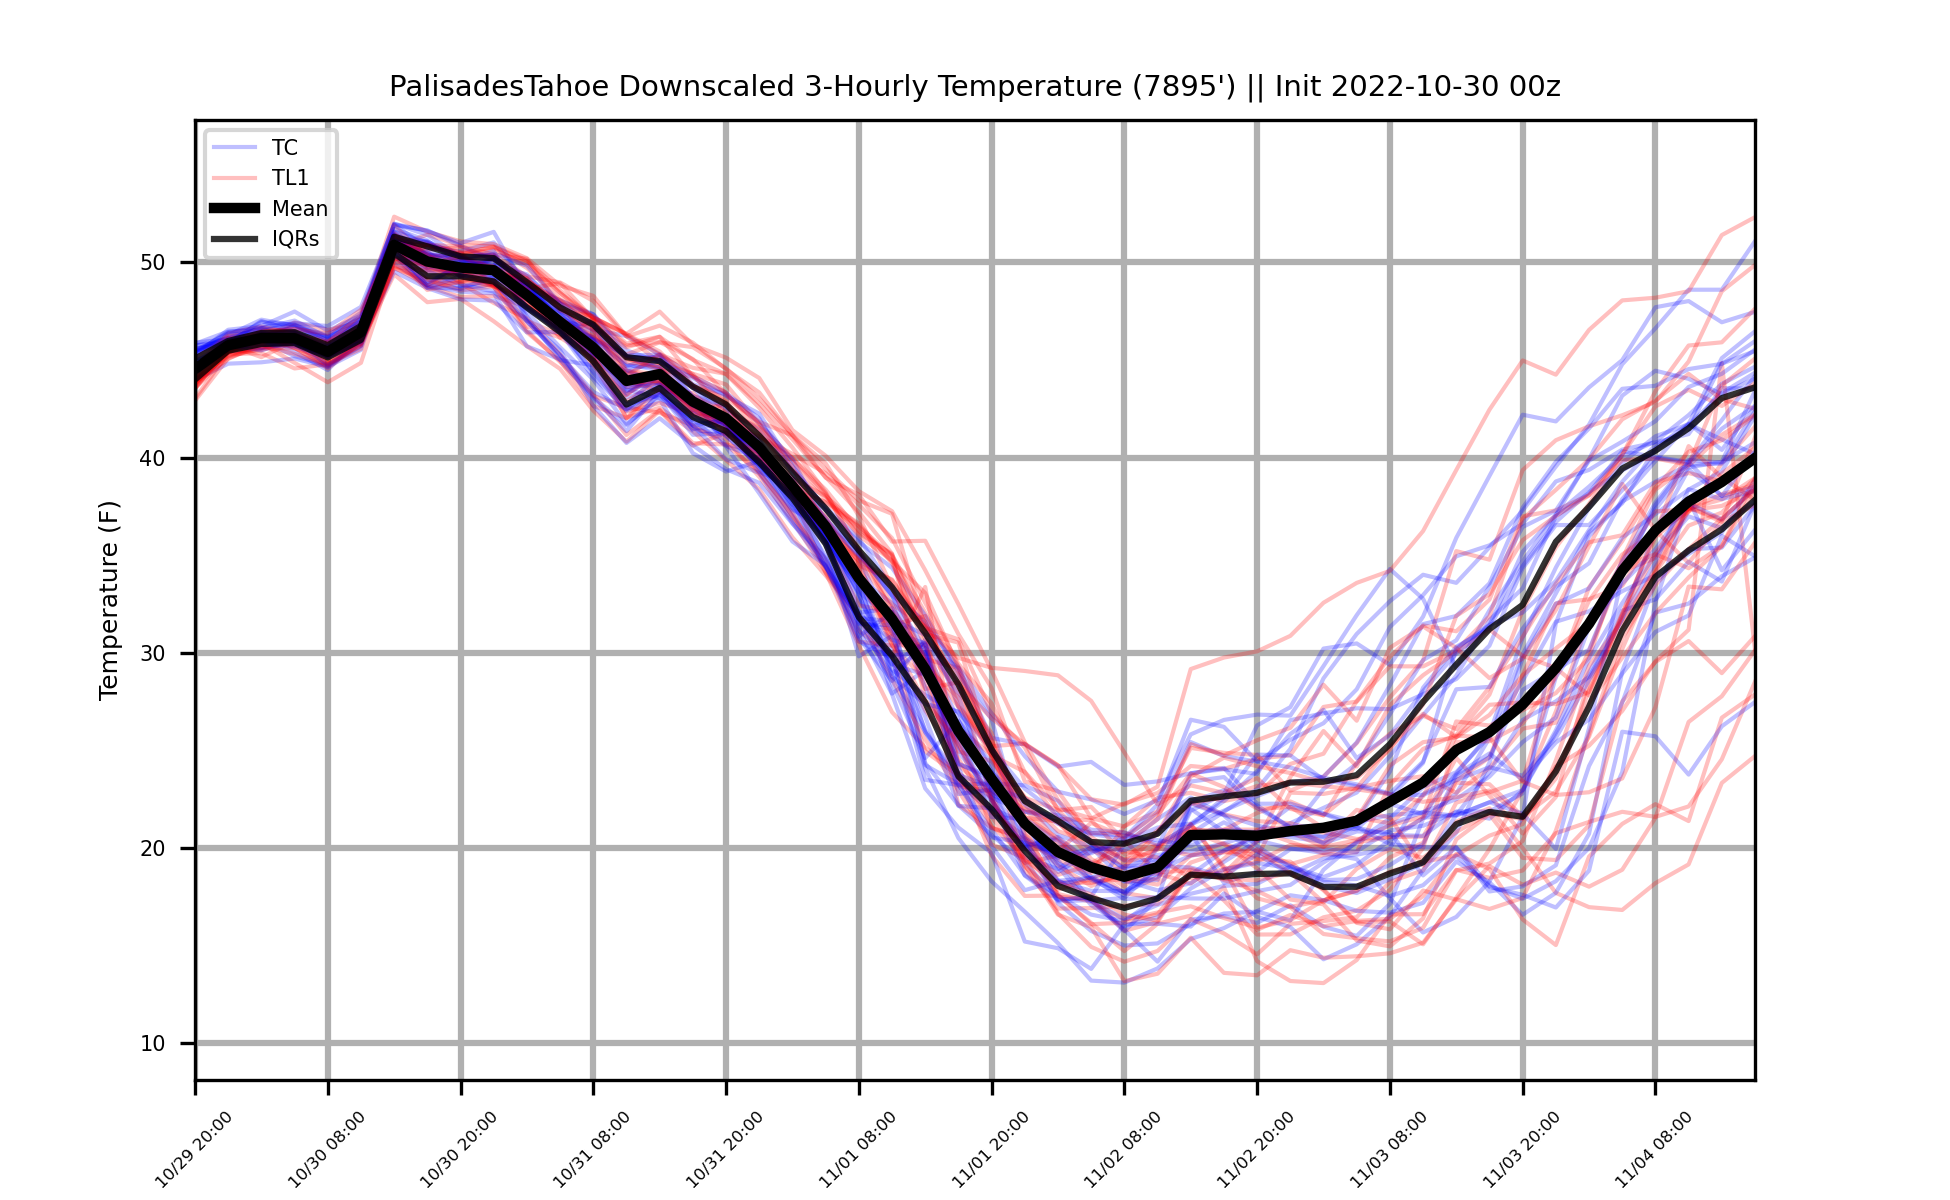 PalisadesTahoe Downscaled 3-Hourly Temperature (7895') || Init 2022-10-30 00z
TC
TL1
Mean
IQRs
Temperature (F)
50
40
30
20
10
10/29 20:00
10/30 08:00
10/30 20:00
10/31 08:00
10/31 20:00
11/01 08:00
11/01 20:00
11/02 08:00
11/02 20:00
11/03 08:00
11/03 20:00
11/04 08:00